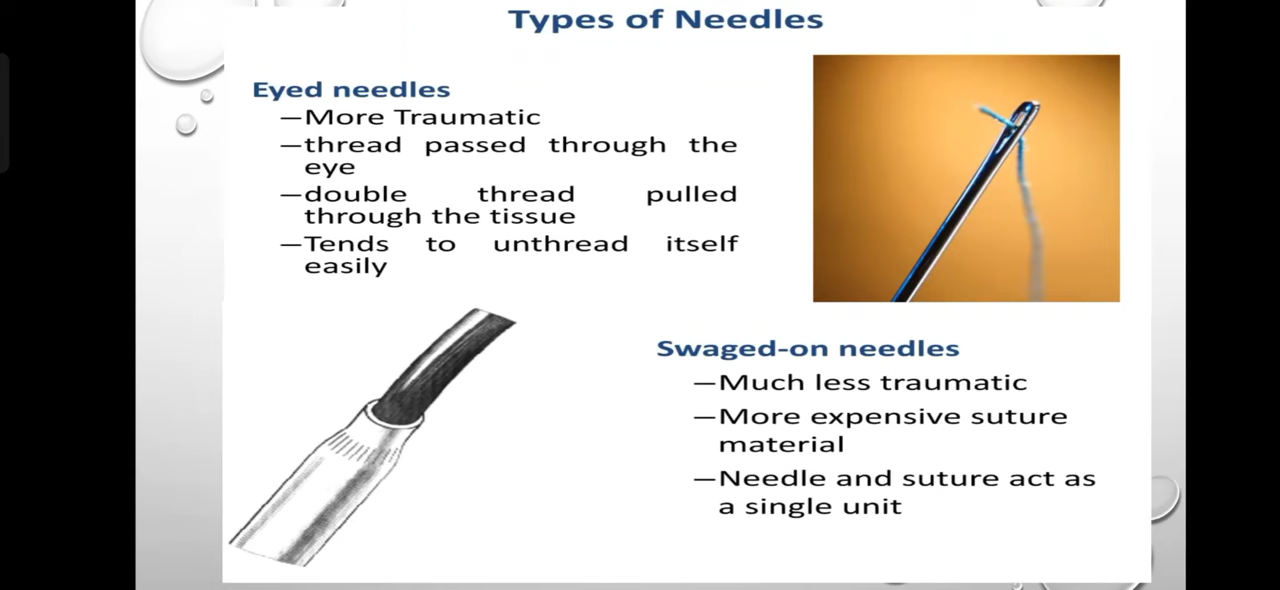 Types of Needles
Eyed needles
—More Traumatic
—thread passed through the
eye
—double thread pulled
through the tissue
—Tends to unthread itself
easily
Swaged-on needles
—Much less traumatic
—More expensive suture
material
—Needle and suture act as
a single unit